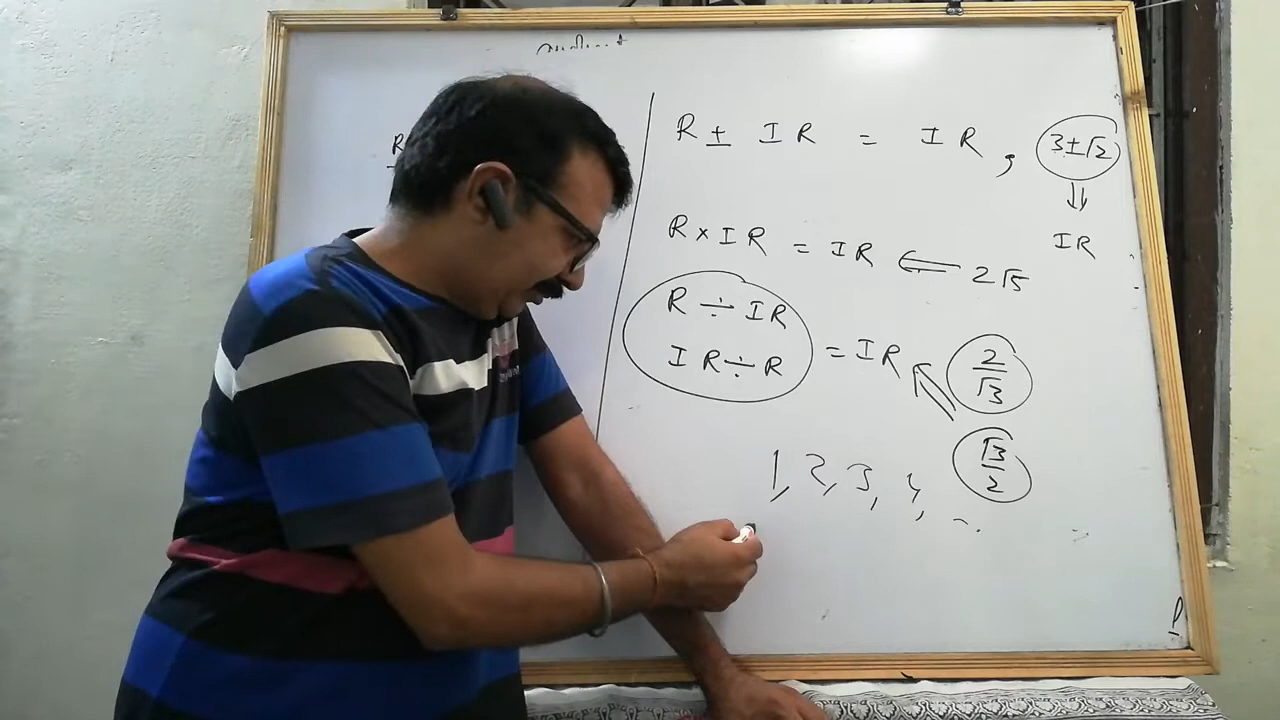 R ± IR = IR, 3±√2
⇓
IR
R × IR = IR ⇐ 2√5
R ÷ IR
IR ÷ R = IR
2/√3
√3/2
1, 2, 3, 4, ...
P